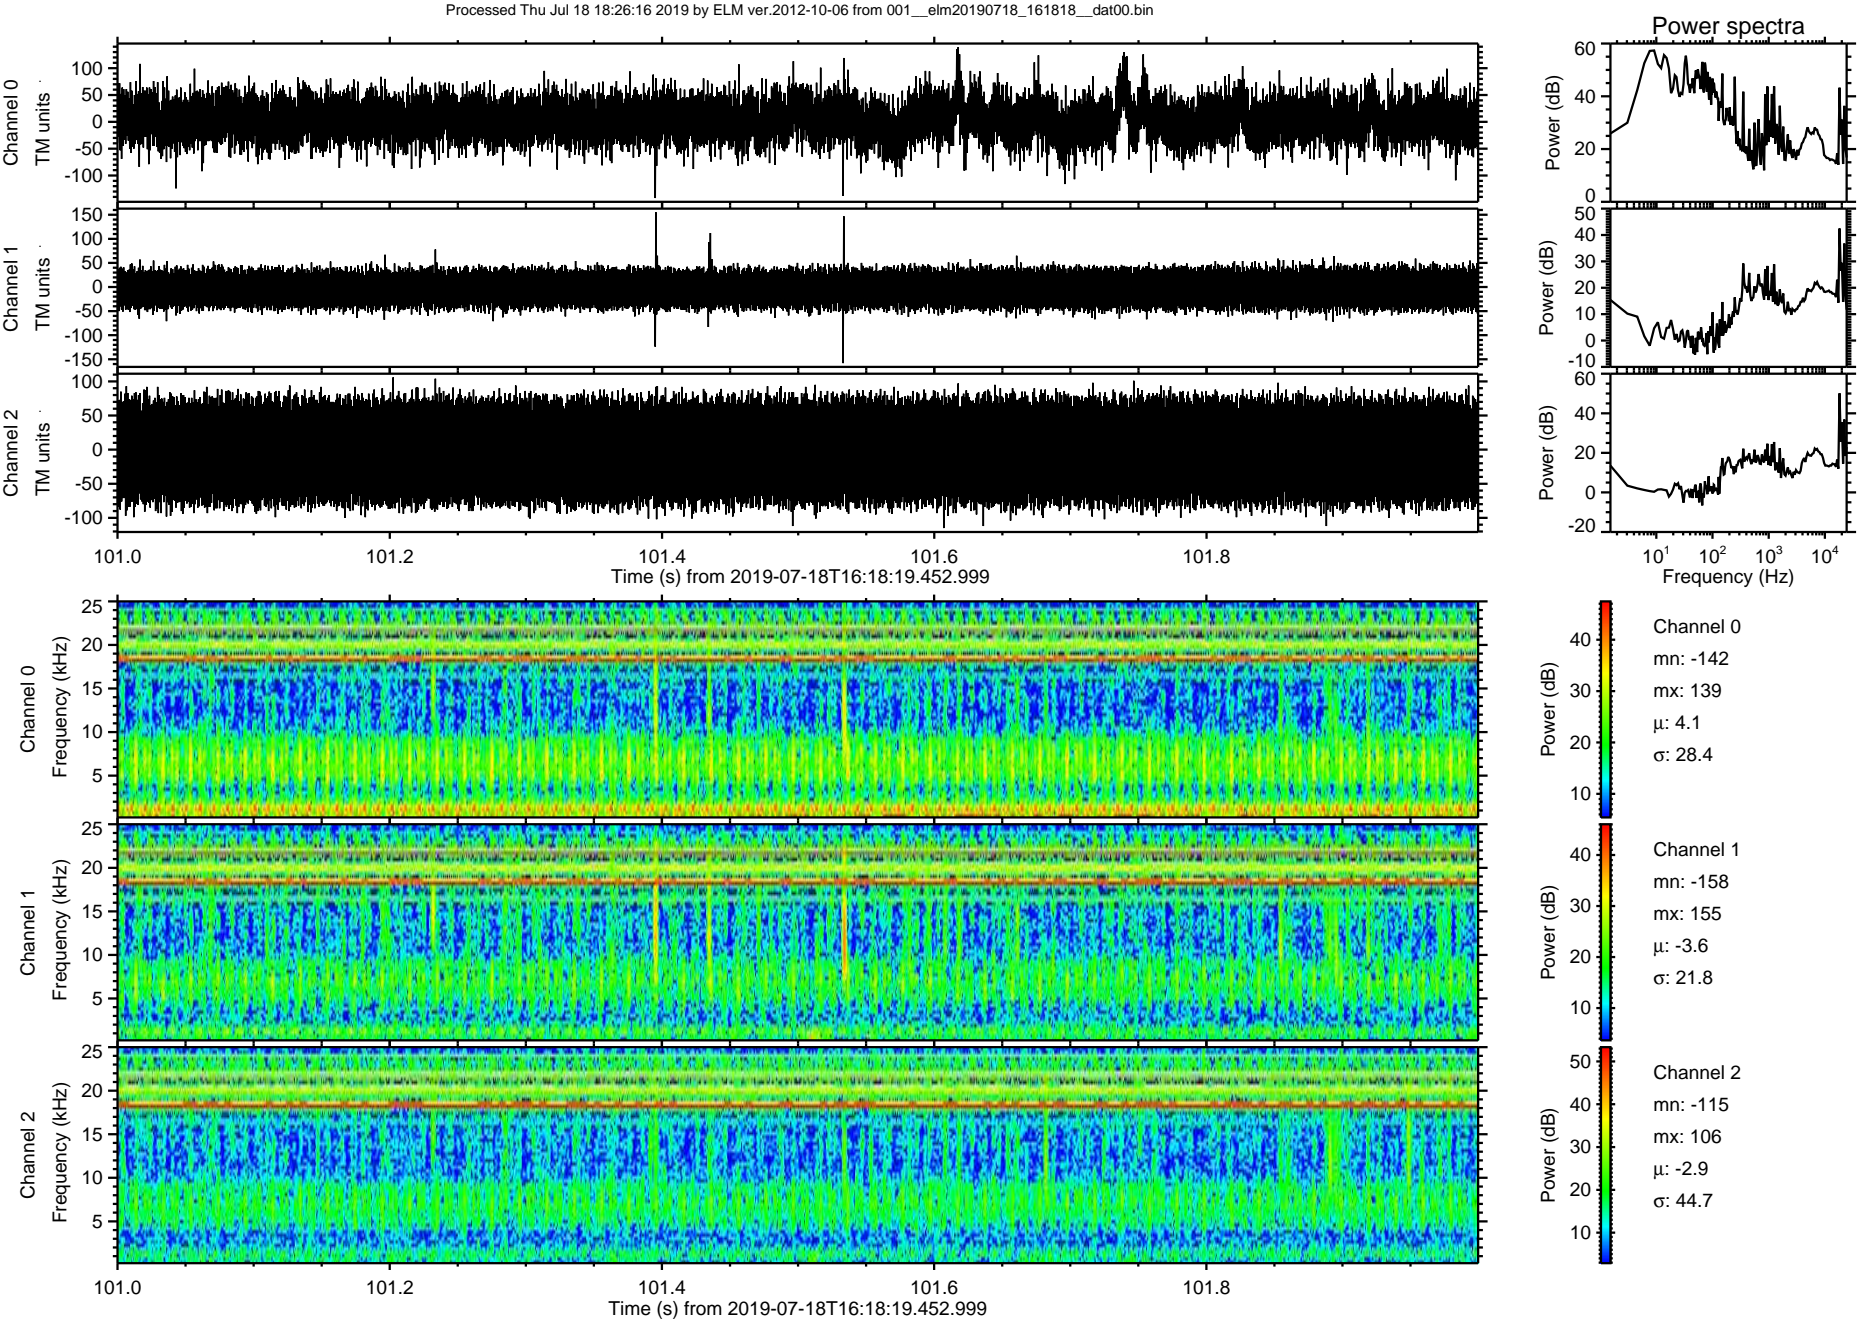 Processed Thu Jul 18 18:26:16 2019 by ELM ver.2012-10-06 from 001__elm20190718_161818__dat00.bin
Power spectra
Channel 0
TM units
100
50
0
-50
-100
Power (dB)
60
40
20
0
Channel 1
TM units
150
100
50
0
-50
-100
-150
Power (dB)
50
40
30
20
10
0
-10
Channel 2
TM units
100
50
0
-50
-100
Power (dB)
60
40
20
0
-20
101.0 101.2 101.4 101.6 101.8
Time (s) from 2019-07-18T16:18:19.452.999
10^1 10^2 10^3 10^4
Frequency (Hz)
Channel 0
Frequency (kHz)
25
20
15
10
5
Power (dB)
40
30
20
10
Channel 0
mn: -142
mx: 139
μ: 4.1
σ: 28.4
Channel 1
Frequency (kHz)
25
20
15
10
5
Power (dB)
40
30
20
10
Channel 1
mn: -158
mx: 155
μ: -3.6
σ: 21.8
Channel 2
Frequency (kHz)
25
20
15
10
5
Power (dB)
50
40
30
20
10
Channel 2
mn: -115
mx: 106
μ: -2.9
σ: 44.7
101.0 101.2 101.4 101.6 101.8
Time (s) from 2019-07-18T16:18:19.452.999